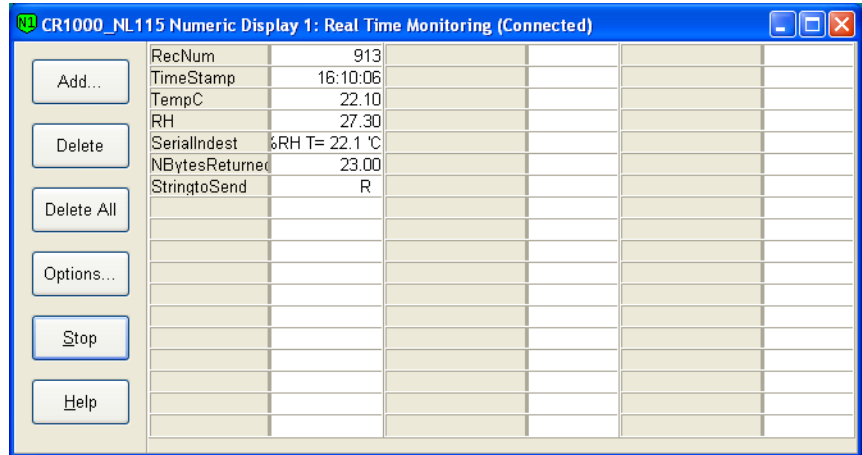 N1 CR1000_NL115 Numeric Display 1: Real Time Monitoring (Connected)
Add...
Delete
Delete All
Options...
Stop
Help
RecNum 913
TimeStamp 16:10:06
TempC 22.10
RH 27.30
SerialIndest %RH T= 22.1 'C
NBytesReturned 23.00
StringtoSend R